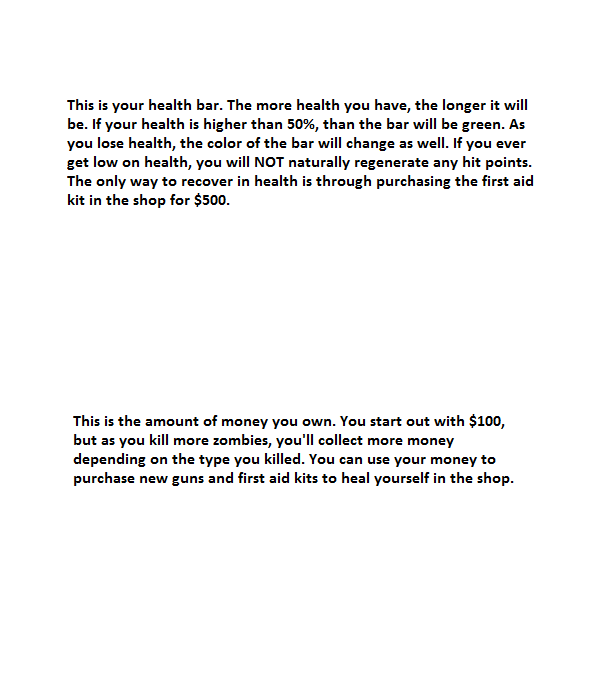 This is your health bar. The more health you have, the longer it will
be. If your health is higher than 50%, than the bar will be green. As
you lose health, the color of the bar will change as well. If you ever
get low on health, you will NOT naturally regenerate any hit points.
The only way to recover in health is through purchasing the first aid
kit in the shop for $500.
This is the amount of money you own. You start out with $100,
but as you kill more zombies, you'll collect more money
depending on the type you killed. You can use your money to
purchase new guns and first aid kits to heal yourself in the shop.